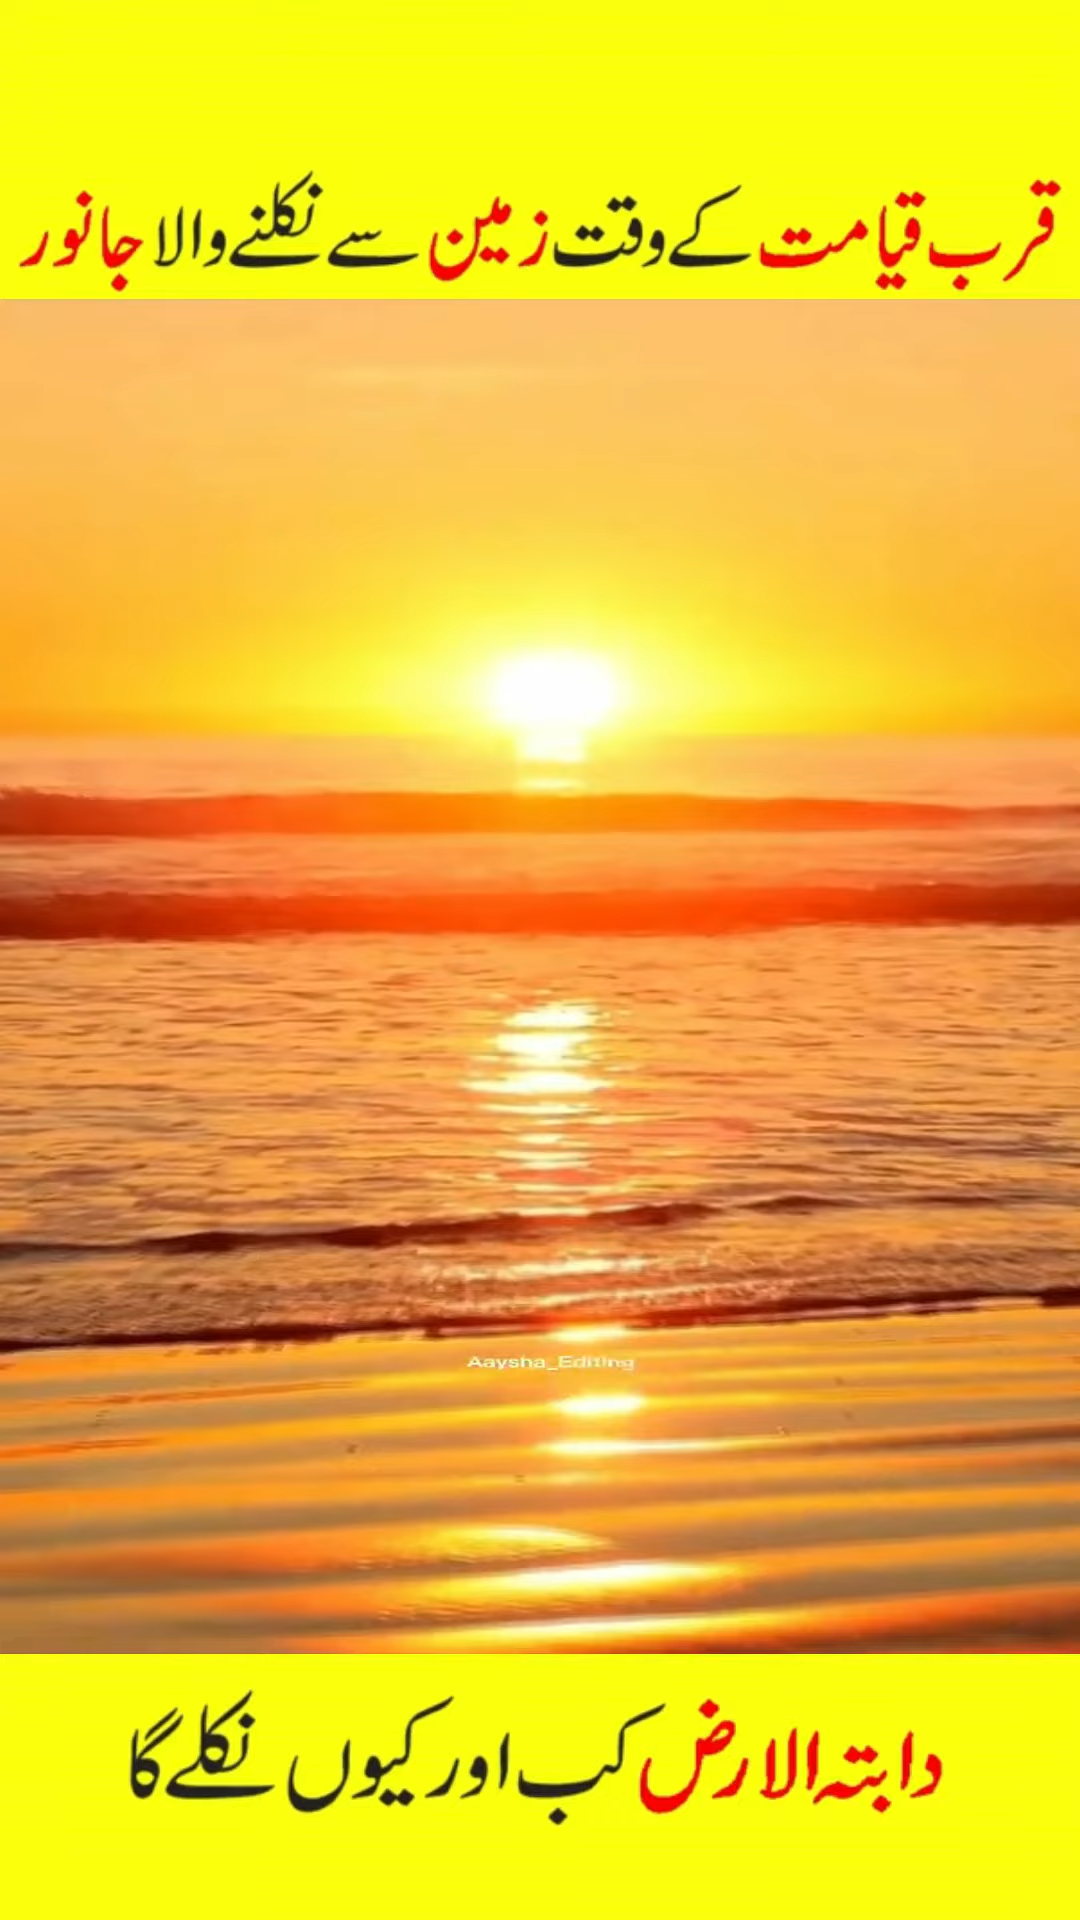 قرب قیامت کے وقت زمین سے نکلنے والا جانور
Aaysha_Editing
دابتہ الارض کب اور کیوں نکلے گا